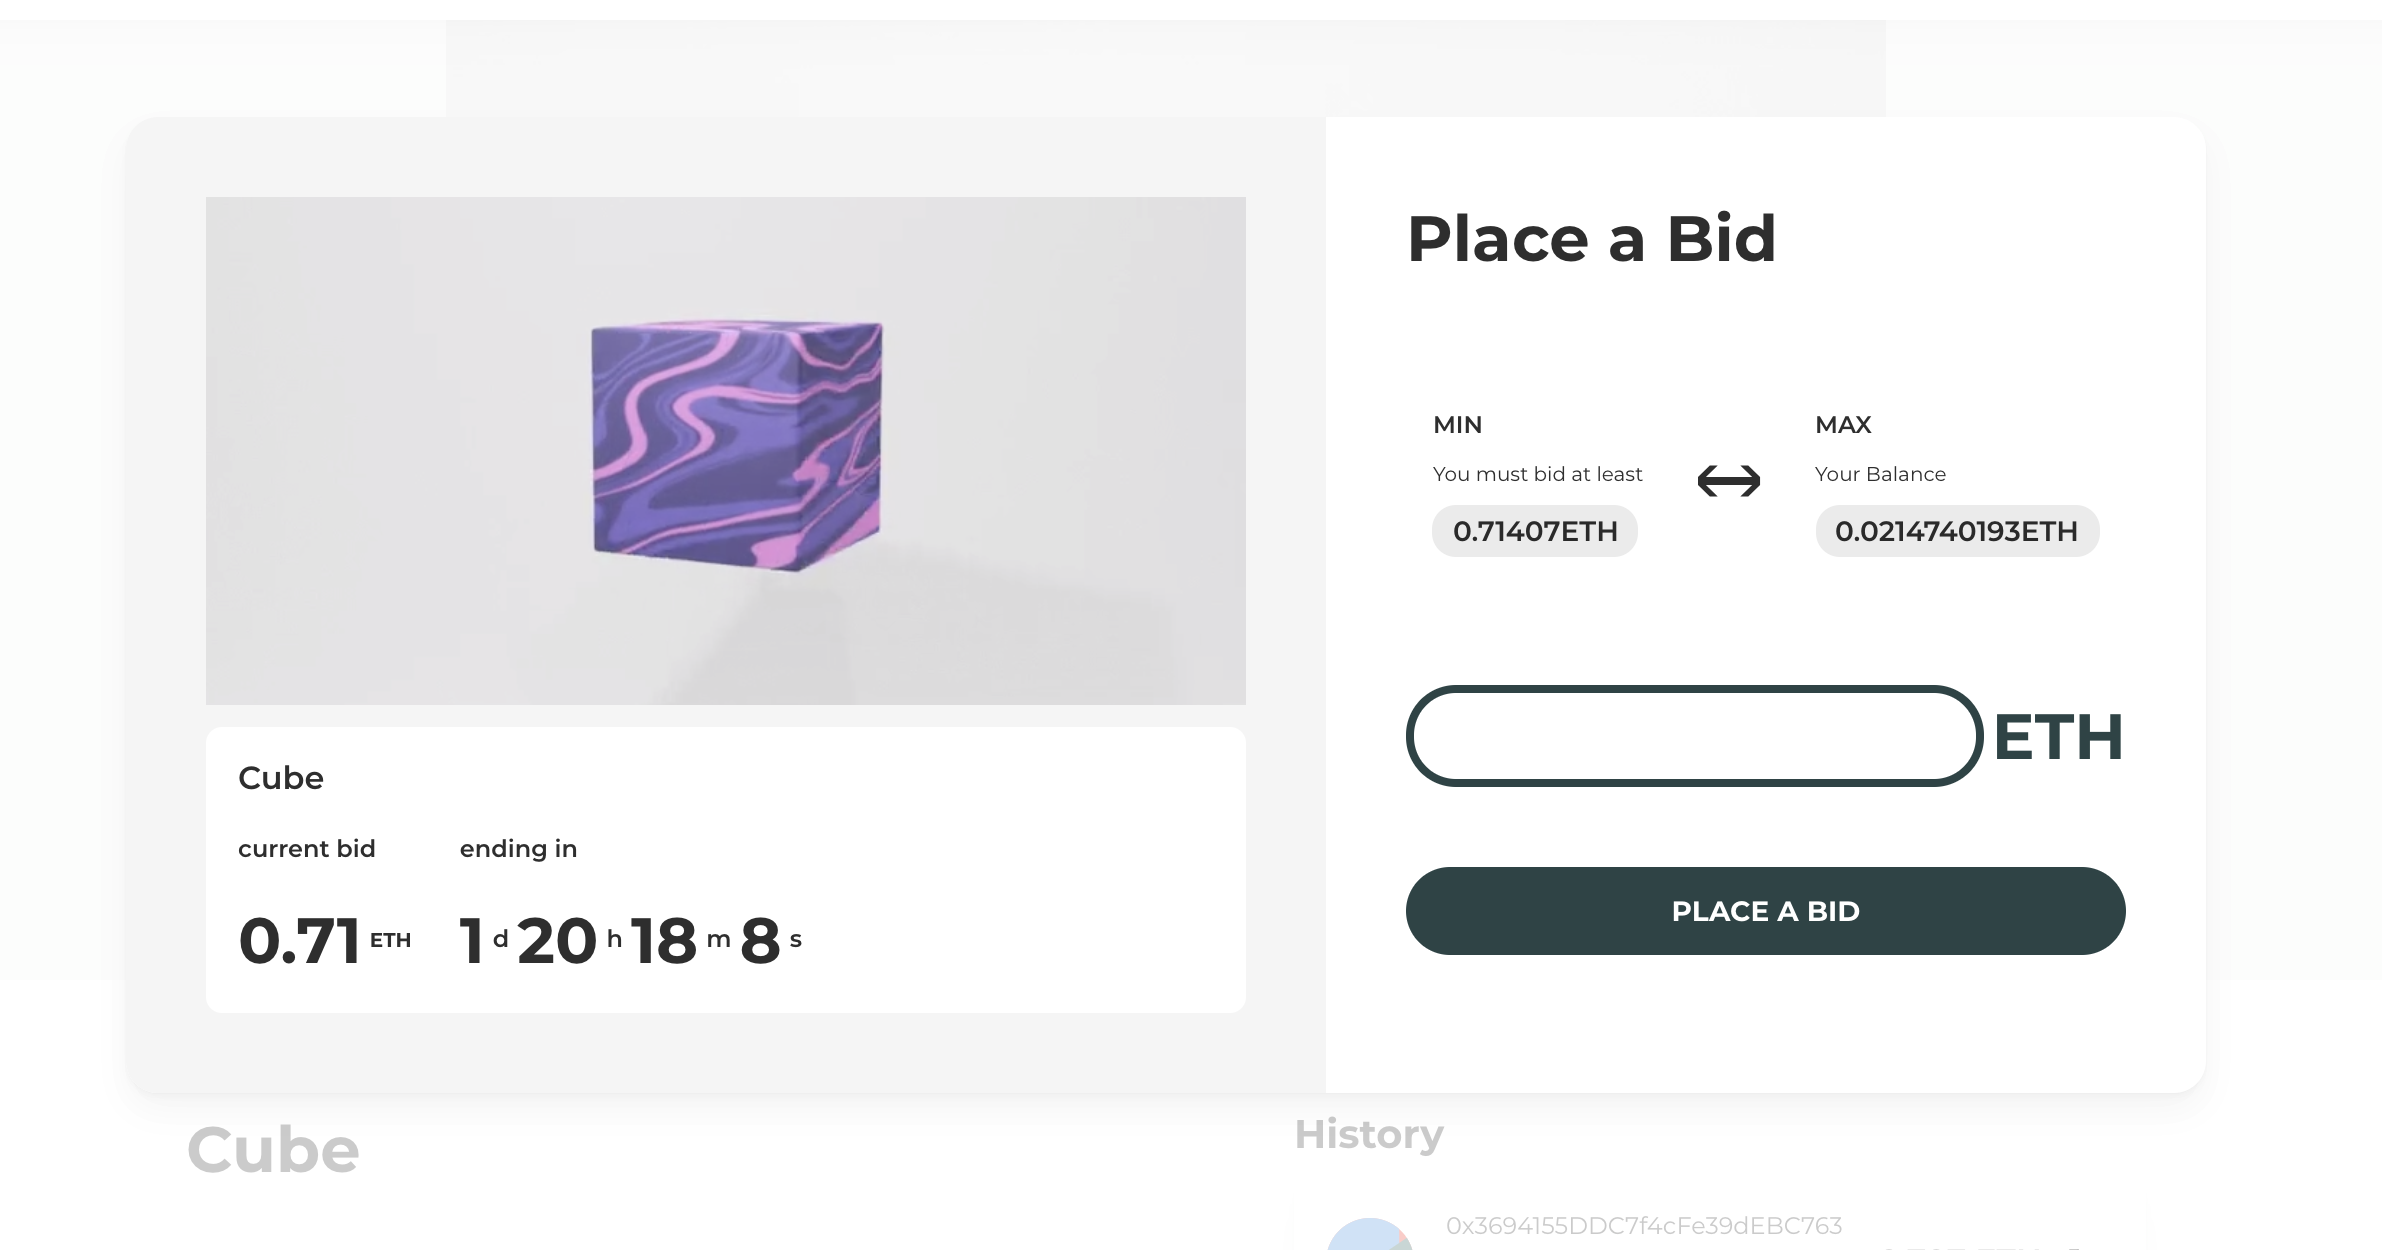 Place a Bid
MIN
You must bid at least
0.71407ETH
MAX
Your Balance
0.0214740193ETH
ETH
PLACE A BID
Cube
current bid
ending in
0.71 ETH
1 d 20 h 18 m 8 s
Cube
History
0x3694155DDC7f4cFe39dEBC763